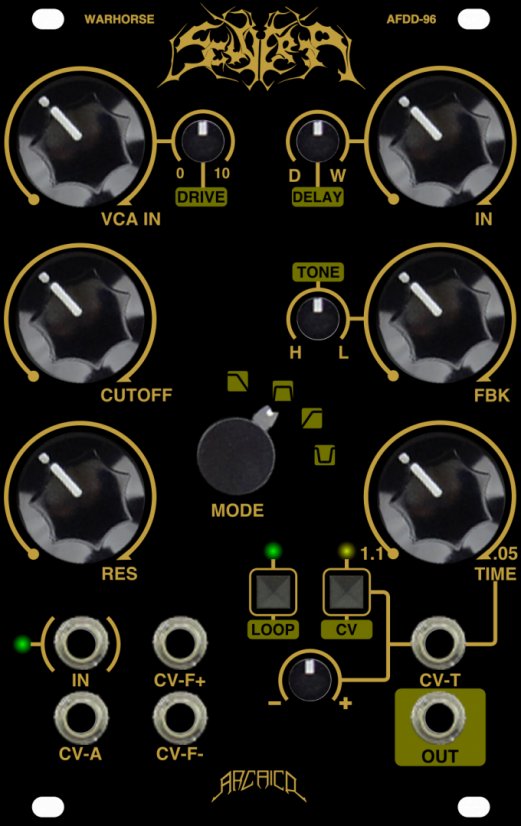 WARHORSE
AFDD-96
0 10
DRIVE
VCA IN
D W
DELAY
IN
CUTOFF
TONE
H L
FBK
MODE
RES
1.1
.05
TIME
LOOP
CV
IN
CV-F+
CV-A
CV-F-
- +
CV-T
OUT
ARCAICO